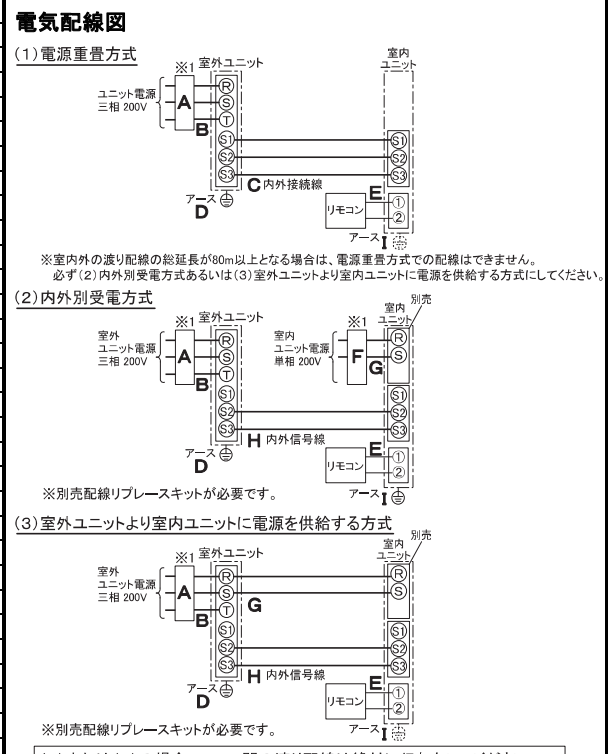 電気配線図
(1)電源重畳方式
※1 室外ユニット
室内
ユニット
ユニット電源
三相 200V
A
B
R
S
T
S1
S2
S3
S1
S2
S3
C 内外接続線
アース
D
E
リモコン
①
②
アース I
※室内外の渡り配線の総延長が80m以上となる場合は、電源重畳方式での配線はできません。
必ず(2)内外別受電方式あるいは(3)室外ユニットより室内ユニットに電源を供給する方式にしてください。
(2)内外別受電方式
※1 室外ユニット
※1
室内
ユニット
別売
室外
ユニット電源
三相 200V
A
B
R
S
T
S1
S2
S3
室内
ユニット電源
単相 200V
F
G
R
S
S1
S2
S3
H 内外信号線
アース
D
E
リモコン
①
②
アース I
※別売配線リプレースキットが必要です。
(3)室外ユニットより室内ユニットに電源を供給する方式
※1 室外ユニット
室内
ユニット
別売
室外
ユニット電源
三相 200V
A
B
R
S
T
S1
S2
S3
G
R
S
S1
S2
S3
H 内外信号線
アース
D
E
リモコン
①
②
アース I
※別売配線リプレースキットが必要です。